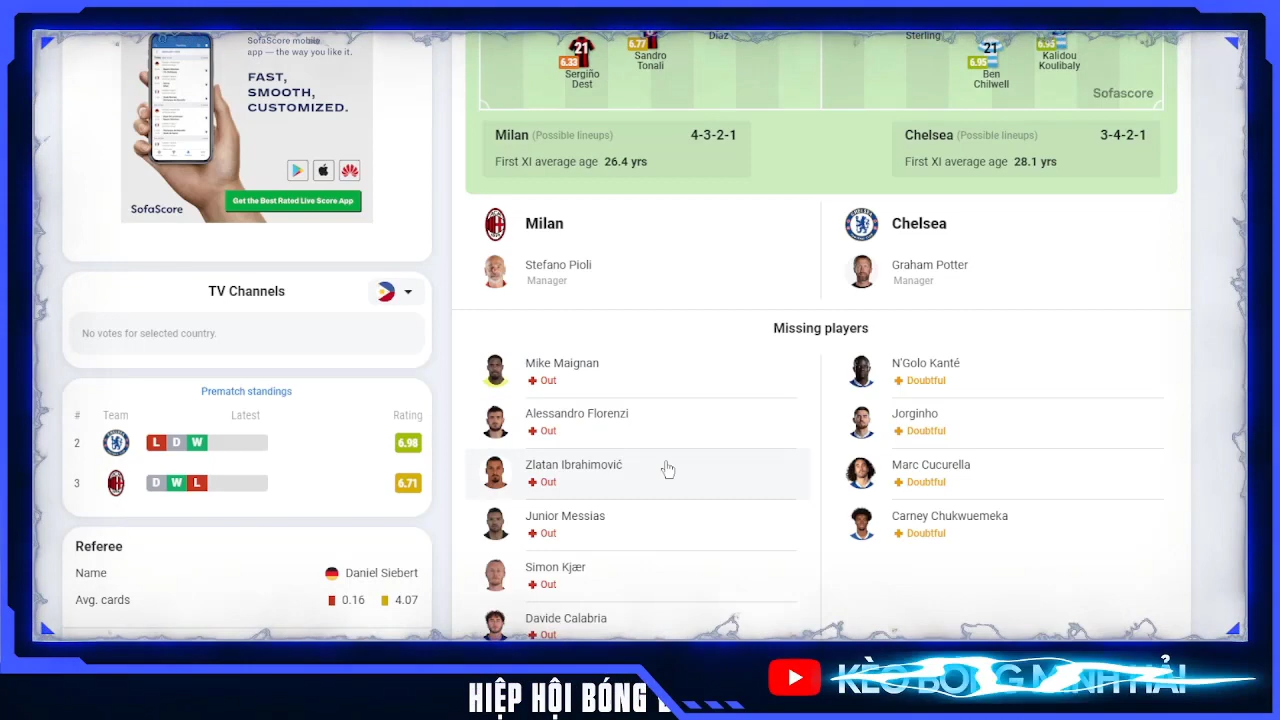 SofaScore mobile
app — the way you like it.
FAST,
SMOOTH,
CUSTOMIZED.
SofaScore
Get the Best Rated Live Score App
TV Channels
No votes for selected country.
Prematch standings
# Team Latest Rating
2 L D W 6.98
3 D W L 6.71
Referee
Name Daniel Siebert
Avg. cards 0.16 4.07
Diaz
Sterling
21
6.33
Sergiño
Dest
6.77
Sandro
Tonali
21
6.95
Ben
Chilwell
6.95
Kalidou
Koulibaly
Sofascore
Milan (Possible lineups) 4-3-2-1
First XI average age 26.4 yrs
Chelsea (Possible lineups) 3-4-2-1
First XI average age 28.1 yrs
Milan
Stefano Pioli
Manager
Chelsea
Graham Potter
Manager
Missing players
Mike Maignan
Out
Alessandro Florenzi
Out
Zlatan Ibrahimović
Out
Junior Messias
Out
Simon Kjær
Out
Davide Calabria
Out
N'Golo Kanté
Doubtful
Jorginho
Doubtful
Marc Cucurella
Doubtful
Carney Chukwuemeka
Doubtful
KÈO BÓNG MINH HẢI
HIỆP HỘI BÓNG